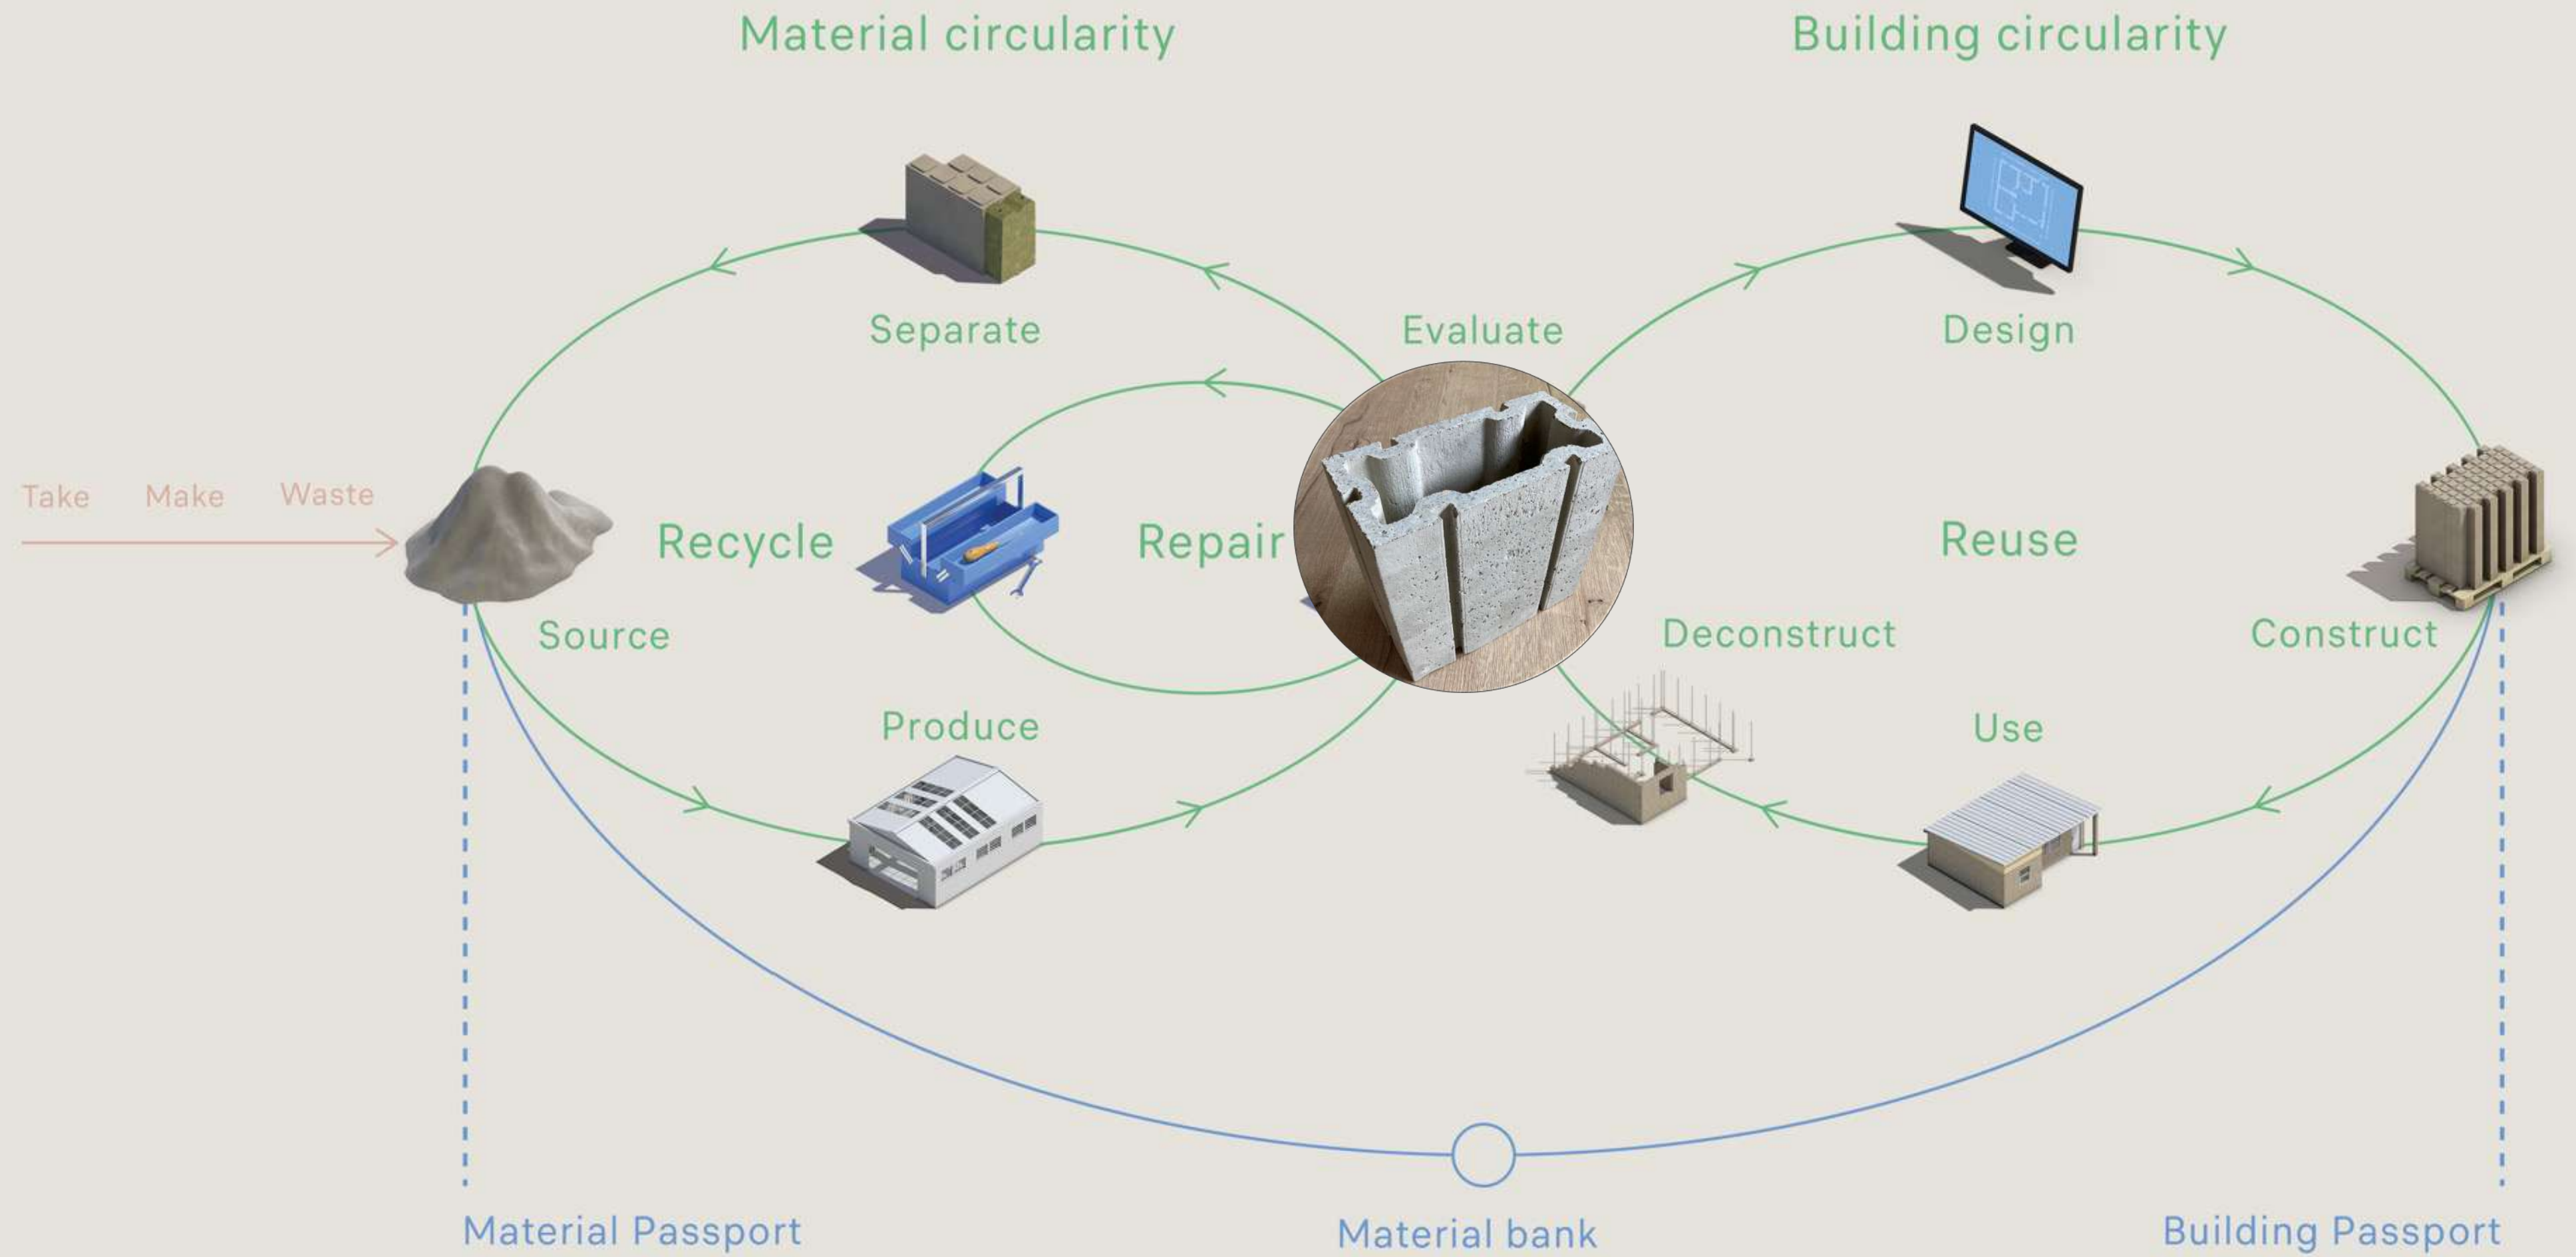 Material circularity
Building circularity
Separate
Evaluate
Design
Take Make Waste
Recycle
Repair
Reuse
Source
Deconstruct
Construct
Produce
Use
Material Passport
Material bank
Building Passport